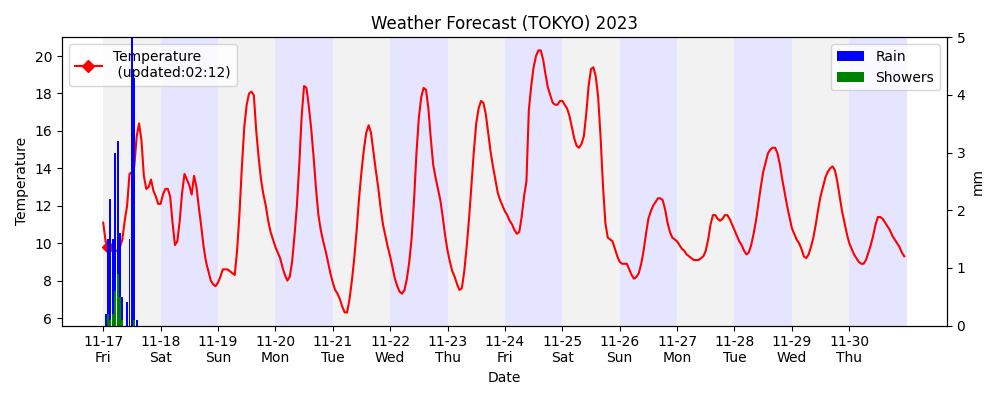 Weather Forecast (TOKYO) 2023
Temperature
(updated:02:12)
Rain
Showers
Temperature
20
18
16
14
12
10
8
6
5
4
3
2
1
0
mm
11-17 11-18 11-19 11-20 11-21 11-22 11-23 11-24 11-25 11-26 11-27 11-28 11-29 11-30
Fri Sat Sun Mon Tue Wed Thu Fri Sat Sun Mon Tue Wed Thu
Date